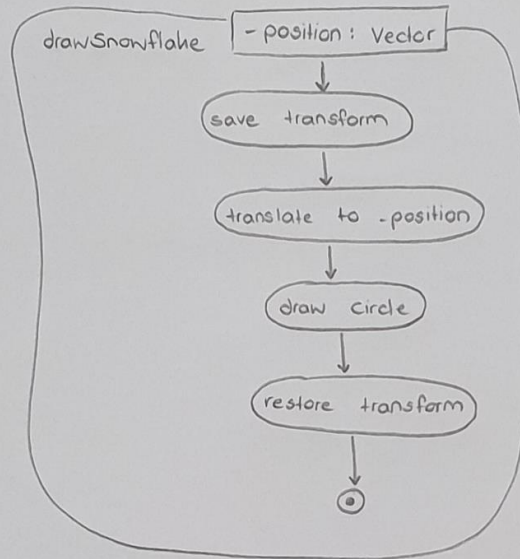 drawSnowflake
-position: Vector
save transform
translate to -position
draw circle
restore transform